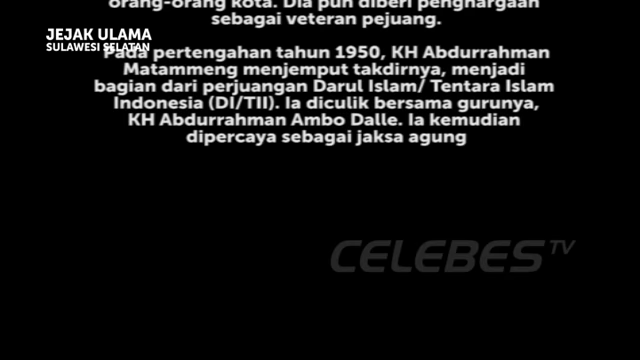 orang-orang kota. Dia pun diberi penghargaan
sebagai veteran pejuang.
JEJAK ULAMA
SULAWESI SELATAN
Pada pertengahan tahun 1950, KH Abdurrahman
Matammeng menjemput takdirnya, menjadi
bagian dari perjuangan Darul Islam/ Tentara Islam
Indonesia (DI/TII). Ia diculik bersama gurunya,
KH Abdurrahman Ambo Dalle. Ia kemudian
dipercaya sebagai jaksa agung
CELEBES TV